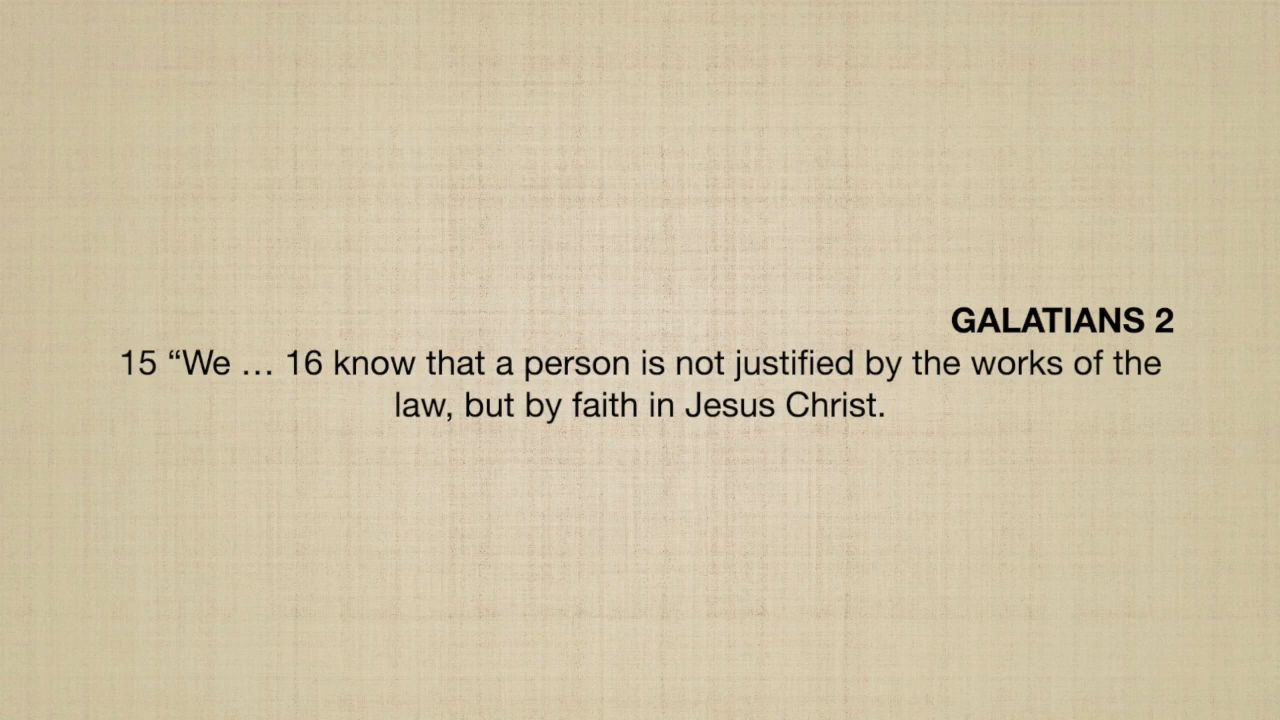 GALATIANS 2
15 “We … 16 know that a person is not justified by the works of the
law, but by faith in Jesus Christ.